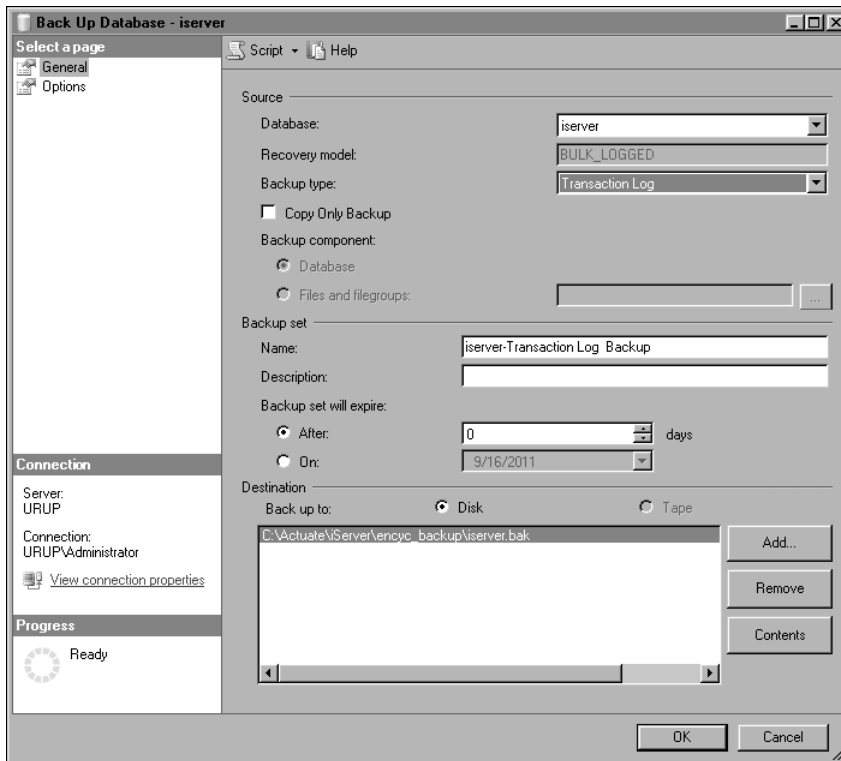 Back Up Database - iserver
Select a page
General
Options
Script Help
Source
Database: iserver
Recovery model: BULK_LOGGED
Backup type: Transaction Log
Copy Only Backup
Backup component:
Database
Files and filegroups: ...
Backup set
Name: iserver-Transaction Log Backup
Description:
Backup set will expire:
After: 0 days
On: 9/16/2011
Destination
Back up to: Disk Tape
C:\Actuate\iServer\encyc_backup\iserver.bak
Add...
Remove
Contents
Connection
Server:
URUP
Connection:
URUP\Administrator
View connection properties
Progress
Ready
OK Cancel